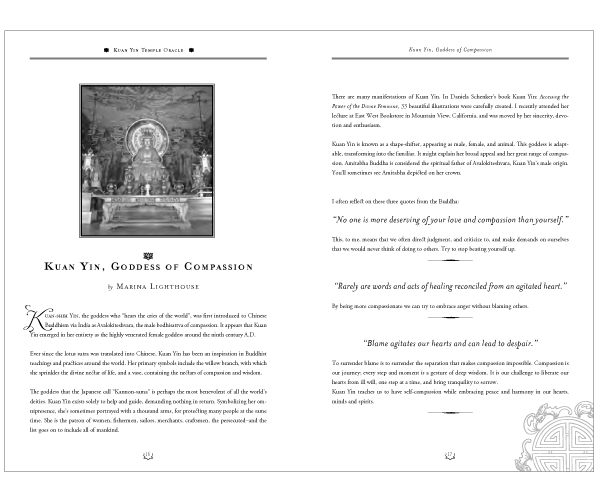 Kuan Yin Temple Oracle
Kuan Yin, Goddess of Compassion
by Marina Lighthouse
Kuan-shih Yin, the goddess who "hears the cries of the world", was first introduced to Chinese
Buddhism via India as Avalokiteshvara, the male bodhisattva of compassion. It appears that Kuan
Yin emerged in her entirety as the highly venerated female goddess around the ninth century A.D.
Ever since the lotus sutra was translated into Chinese, Kuan Yin has been an inspiration in Buddhist
teachings and practices around the world. Her primary symbols include the willow branch, with which
she sprinkles the divine nectar of life, and a vase, containing the nectars of compassion and wisdom.
The goddess that the Japanese call "Kannon-sama" is perhaps the most benevolent of all the world's
deities. Kuan Yin exists solely to help and guide, demanding nothing in return. Symbolizing her om-
nipresence, she's sometimes portrayed with a thousand arms, for protecting many people at the same
time. She is the patron of women, fishermen, sailors, merchants, craftsmen, the persecuted–and the
list goes on to include all of mankind.
Kuan Yin, Goddess of Compassion
There are many manifestations of Kuan Yin. In Daniela Schenker's book Kuan Yin: Accessing the
Power of the Divine Feminine, 33 beautiful illustrations were carefully created. I recently attended her
lecture at East West Bookstore in Mountain View, California, and was moved by her sincerity, devo-
tion and enthusiasm.
Kuan Yin is known as a shape-shifter, appearing as male, female, and animal. This goddess is adapt-
able, transforming into the familiar. It might explain her broad appeal and her great range of compas-
sion. Amitabha Buddha is considered the spiritual father of Avalokiteshvara, Kuan Yin's male origin.
You'll sometimes see Amitabha depicted on her crown.
I often reflect on these three quotes from the Buddha:
"No one is more deserving of your love and compassion than yourself."
This, to me, means that we often direct judgment, and criticize to, and make demands on ourselves
that we would never think of doing to others. Try to stop beating yourself up.
"Rarely are words and acts of healing reconciled from an agitated heart."
By being more compassionate we can try to embrace anger without blaming others.
"Blame agitates our hearts and can lead to despair."
To surrender blame is to surrender the separation that makes compassion impossible. Compassion is
our journey: every step and moment is a gesture of deep wisdom. It is our challenge to liberate our
hearts from ill will, one step at a time, and bring tranquility to sorrow.
Kuan Yin teaches us to have self-compassion while embracing peace and harmony in our hearts,
minds and spirits.